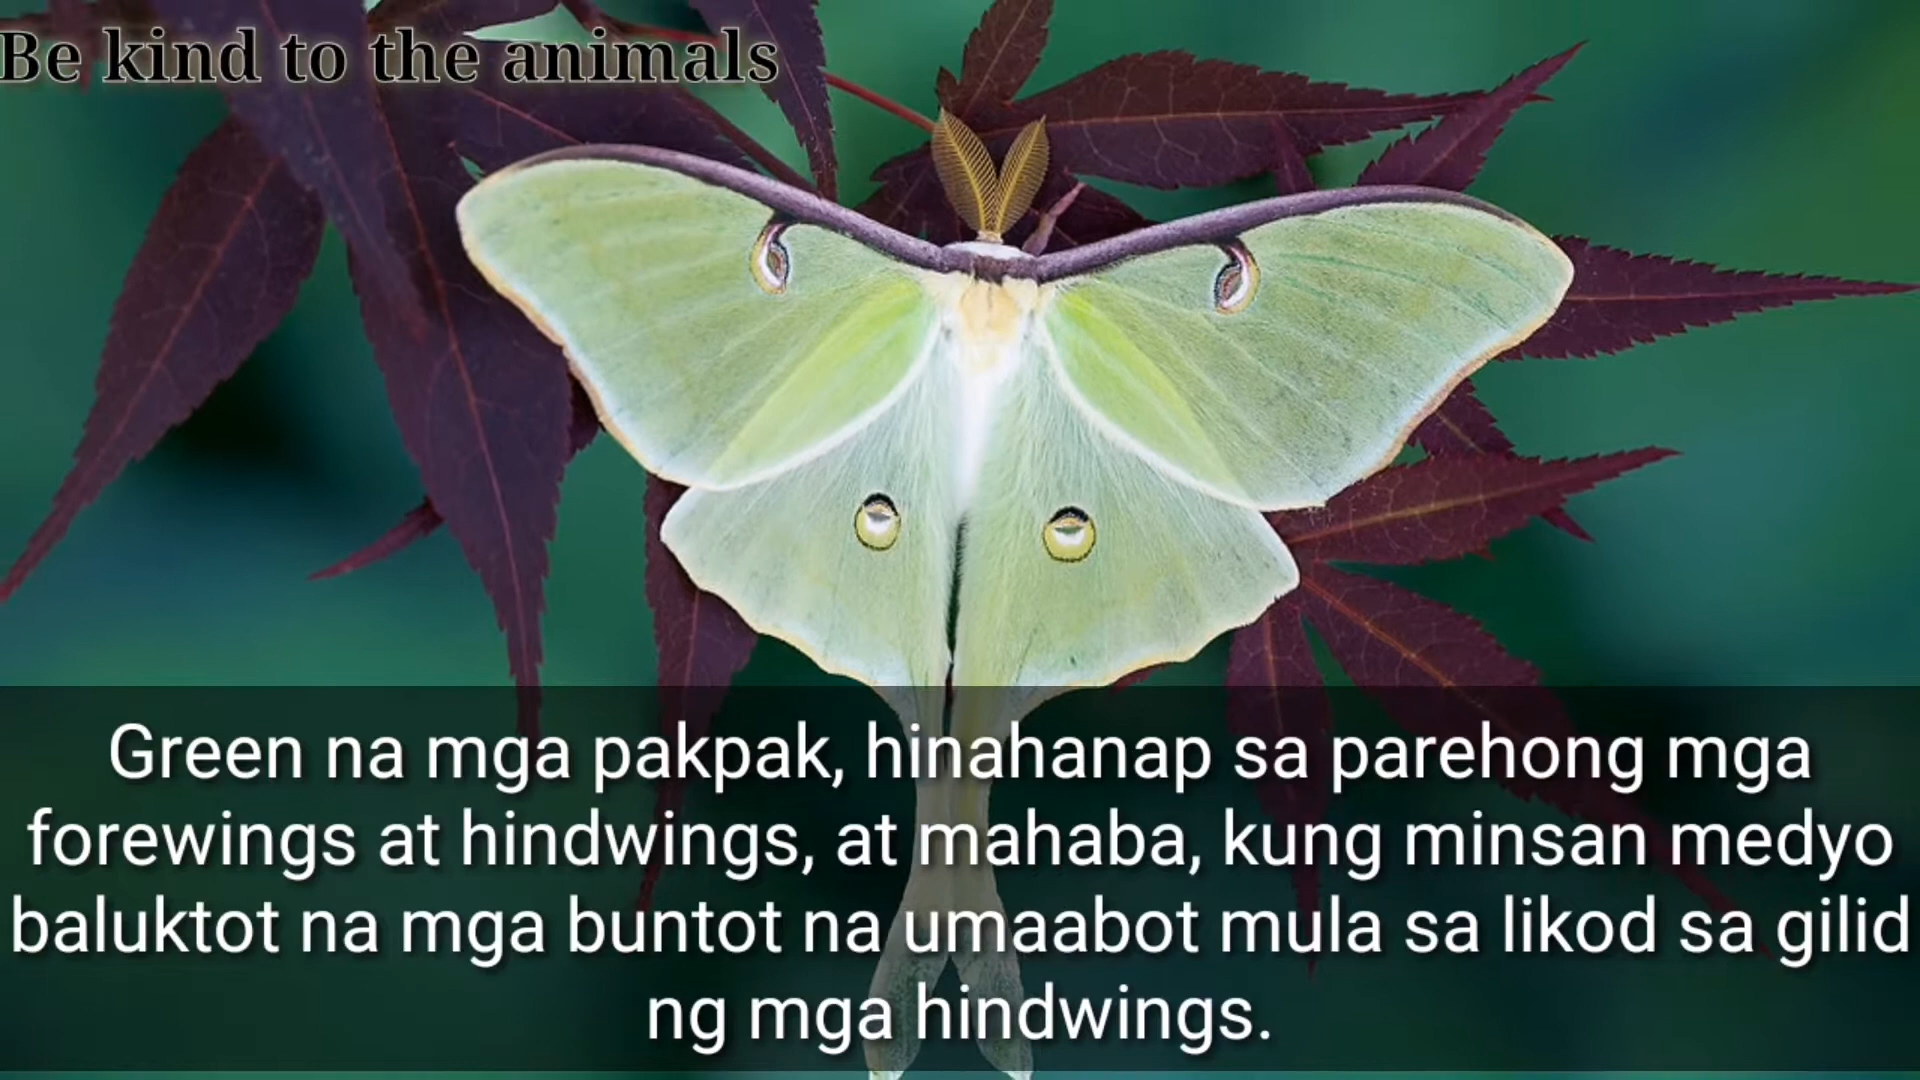 Be kind to the animals
Green na mga pakpak, hinahanap sa parehong mga
forewings at hindwings, at mahaba, kung minsan medyo
baluktot na mga buntot na umaabot mula sa likod sa gilid
ng mga hindwings.